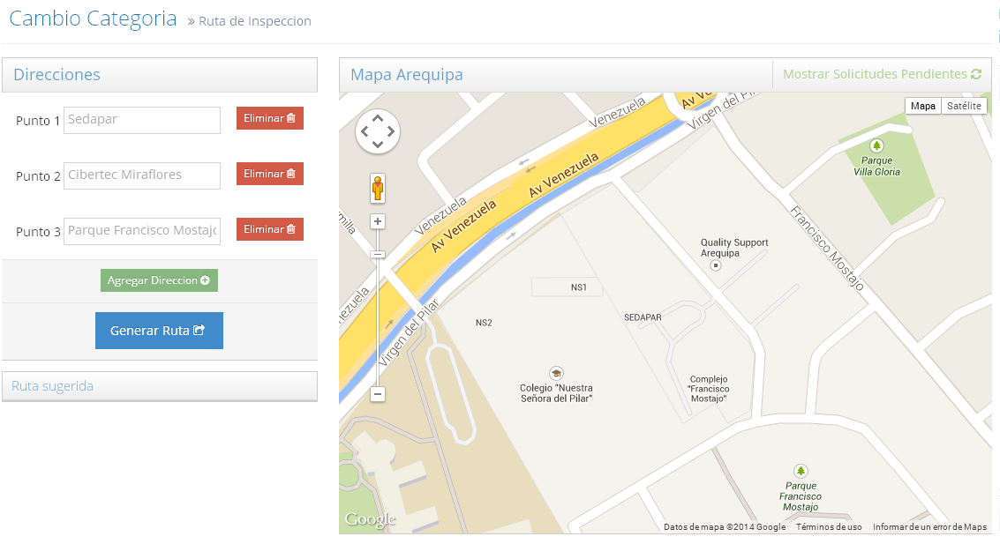 Cambio Categoria » Ruta de Inspeccion
Direcciones
Punto 1 Sedapar Eliminar
Punto 2 Cibertec Miraflores Eliminar
Punto 3 Parque Francisco Mostajo Eliminar
Agregar Direccion
Generar Ruta
Ruta sugerida
Mapa Arequipa
Mostrar Solicitudes Pendientes
Mapa Satélite
Av Ve
Venezuela
Virgen del Pilar
Parque
Villa Gloria
Av Venezuela
Venezuela
Av Venezuela
milla
Francisco Mostajo
Quality Support
Arequipa
NS1
NS2
SEDAPAR
nezuela
Virgen del Pilar
Colegio "Nuestra
Señora del Pilar"
Complejo
"Francisco
Mostajo"
Parque
Francisco
Mostajo
Google
Datos de mapa ©2014 Google Términos de uso Informar de un error de Maps